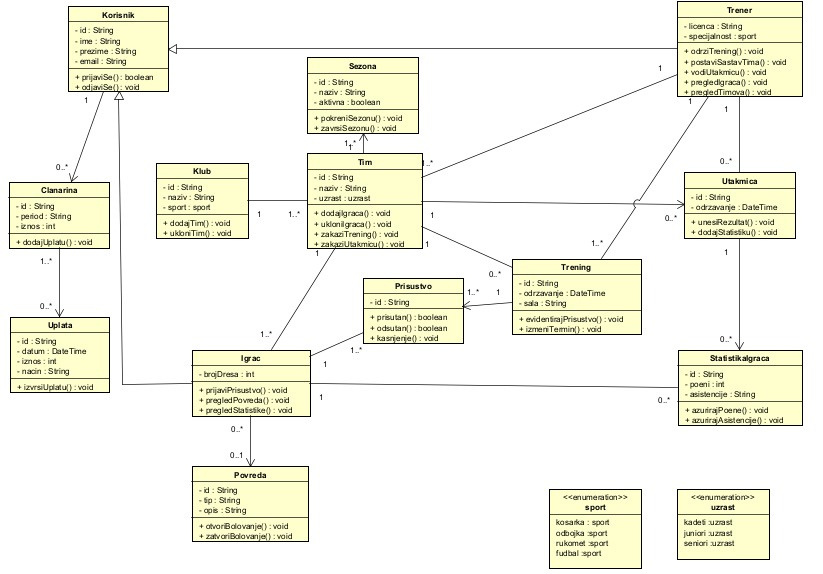 Korisnik
- id : String
- ime : String
- prezime : String
- email : String
+ prijaviSe() : boolean
+ odjaviSe() : void
Trener
- licenca : String
- specijalnost : sport
+ odrziTrening() : void
+ postaviSastavTima() : void
+ vodiUtakmicu() : void
+ pregledIgraca() : void
+ pregledTimova() : void
Sezona
- id : String
- naziv : String
- aktivna : boolean
+ pokreniSezonu() : void
+ zavrsiSezonu() : void
1
1
1
1
1..*
1
0..*
0..*
1..*
Klub
- id : String
- naziv : String
- sport : sport
+ dodajTim() : void
+ ukloniTim() : void
Tim
- id : String
- naziv : String
- uzrast : uzrast
+ dodajIgraca() : void
+ ukloniIgraca() : void
+ zakaziTrening() : void
+ zakaziUtakmicu() : void
Utakmica
- id : String
- odrzavanje : DateTime
+ unesiRezultat() : void
+ dodajStatistiku() : void
Clanarina
- id : String
- period : String
- iznos : int
+ dodajUplatu() : void
1
1..*
1
0..*
1
1..*
1
1
1..*
0..*
0..*
Trening
- id : String
- odrzavanje : DateTime
- sala : String
+ evidentirajPrisustvo() : void
+ izmeniTermin() : void
Prisustvo
- id : String
+ prisutan() : boolean
+ odsutan() : boolean
+ kasnjenje() : void
1..*
1
Uplata
- id : String
- datum : DateTime
- iznos : int
- nacin : String
+ izvrsiUplatu() : void
1..*
1..*
1
0..*
Igrac
- brojDresa : int
+ prijaviPrisustvo() : void
+ pregledPovreda() : void
+ pregledStatistike() : void
StatistikaIgraca
- id : String
- poeni : int
- asistencije : String
+ azurirajPoene() : void
+ azurirajAsistencije() : void
1
0..*
0..*
0..1
Povreda
- id : String
- tip : String
- opis : String
+ otvoriBolovanje() : void
+ zatvoriBolovanje() : void
<<enumeration>>
sport
kosarka : sport
odbojka :sport
rukomet :sport
fudbal :sport
<<enumeration>>
uzrast
kadeti :uzrast
juniori :uzrast
seniori :uzrast